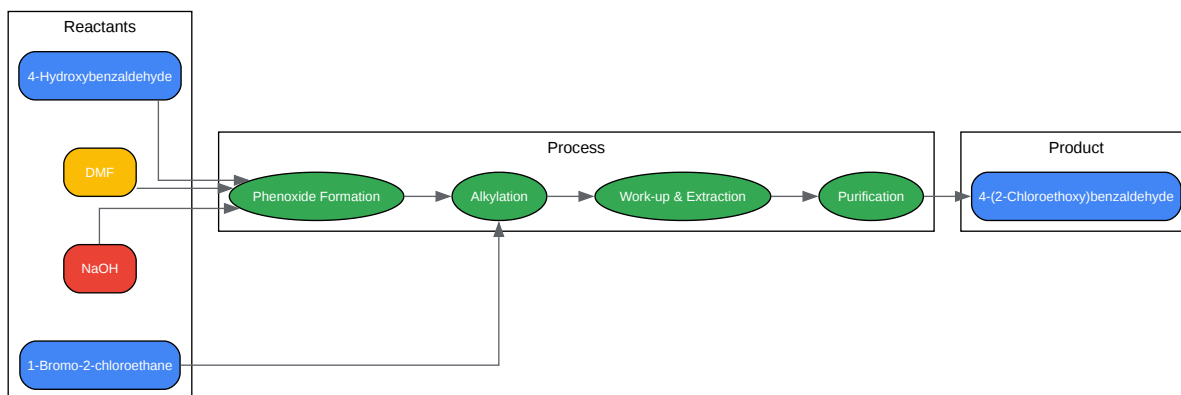 Reactants
4-Hydroxybenzaldehyde
DMF
NaOH
1-Bromo-2-chloroethane
Process
Phenoxide Formation
Alkylation
Work-up & Extraction
Purification
Product
4-(2-Chloroethoxy)benzaldehyde